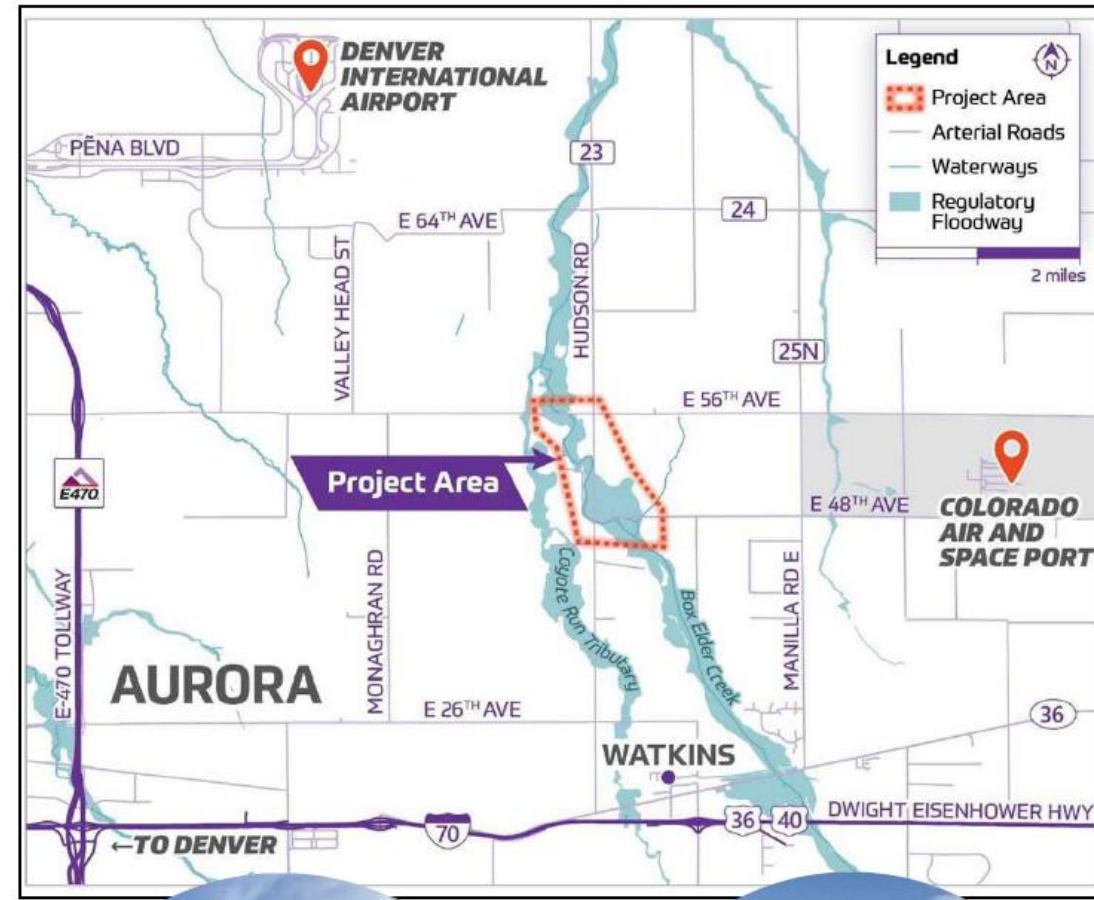 DENVER
INTERNATIONAL
AIRPORT
PẼNA BLVD
Legend
N
Project Area
Arterial Roads
Waterways
Regulatory
Floodway
2 miles
23
24
E 64TH AVE
VALLEY HEAD ST
HUDSON RD
25N
E 56TH AVE
Project Area
E470
E 48TH AVE
COLORADO
AIR AND
SPACE PORT
MONAGHRAN RD
Coyote Run Tributary
Box Elder Creek
MANILLA RD E
E-470 TOLLWAY
AURORA
E 26TH AVE
36
WATKINS
DWIGHT EISENHOWER HWY
70
36
40
←TO DENVER